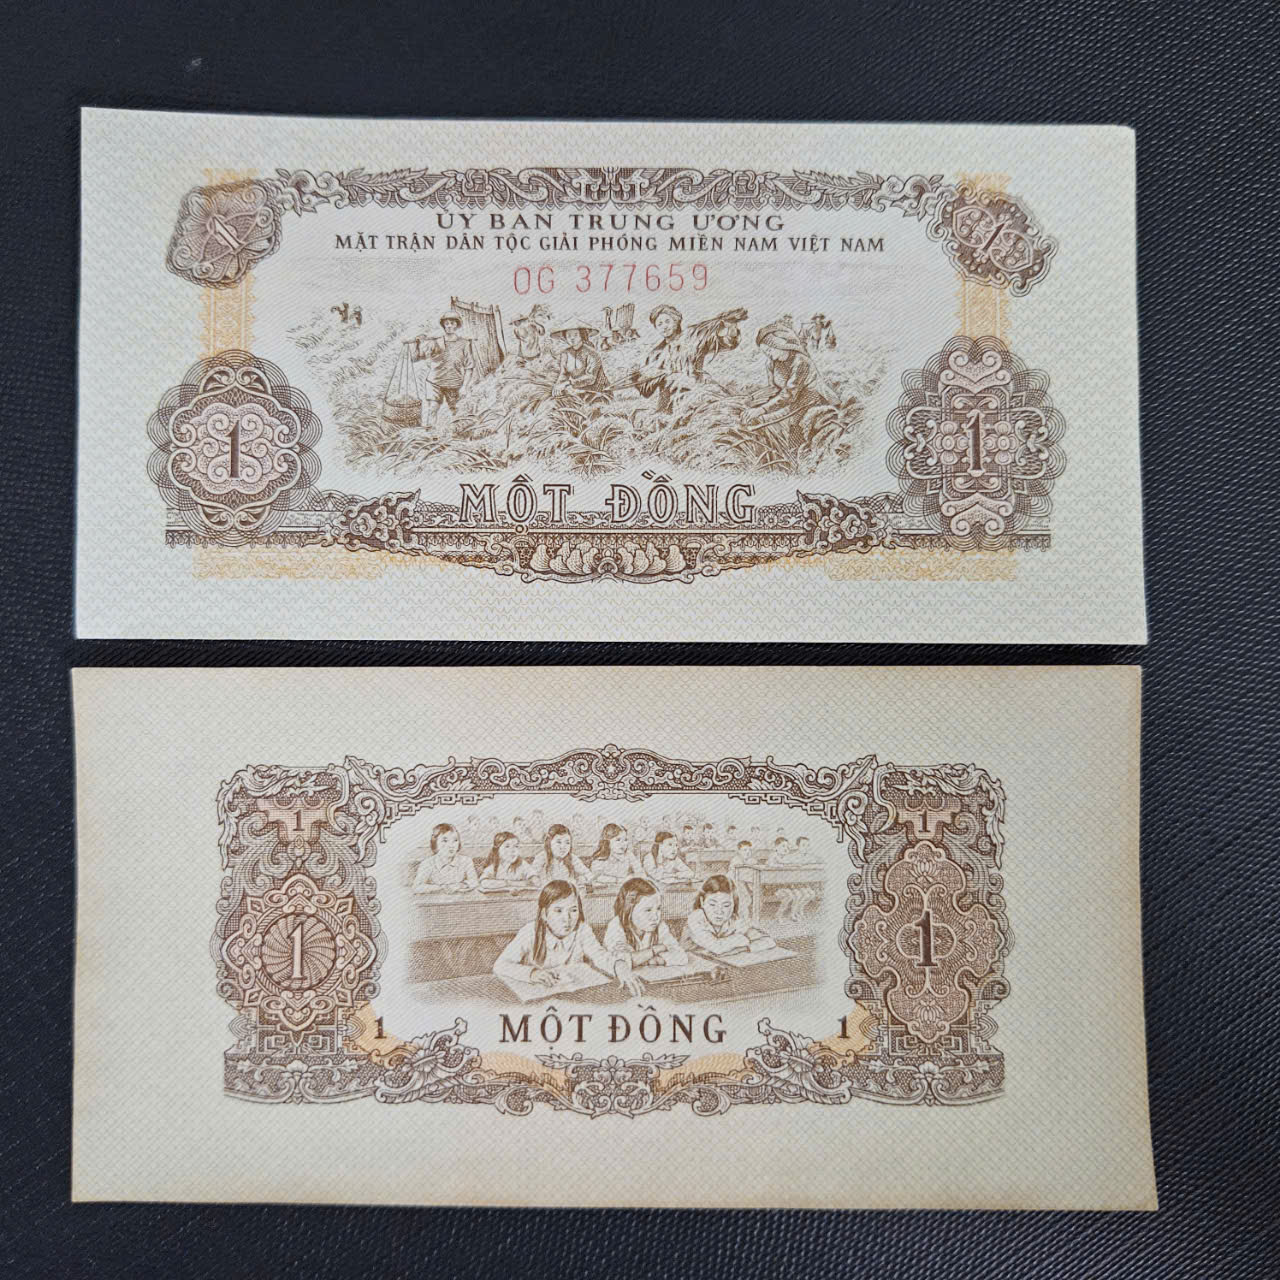 1 1
ỦY BAN TRUNG ƯƠNG
MẶT TRẬN DÂN TỘC GIẢI PHÓNG MIỀN NAM VIỆT NAM
OG 377659
1 1
MỘT ĐỒNG
1 1
1 1
1 MỘT ĐỒNG 1